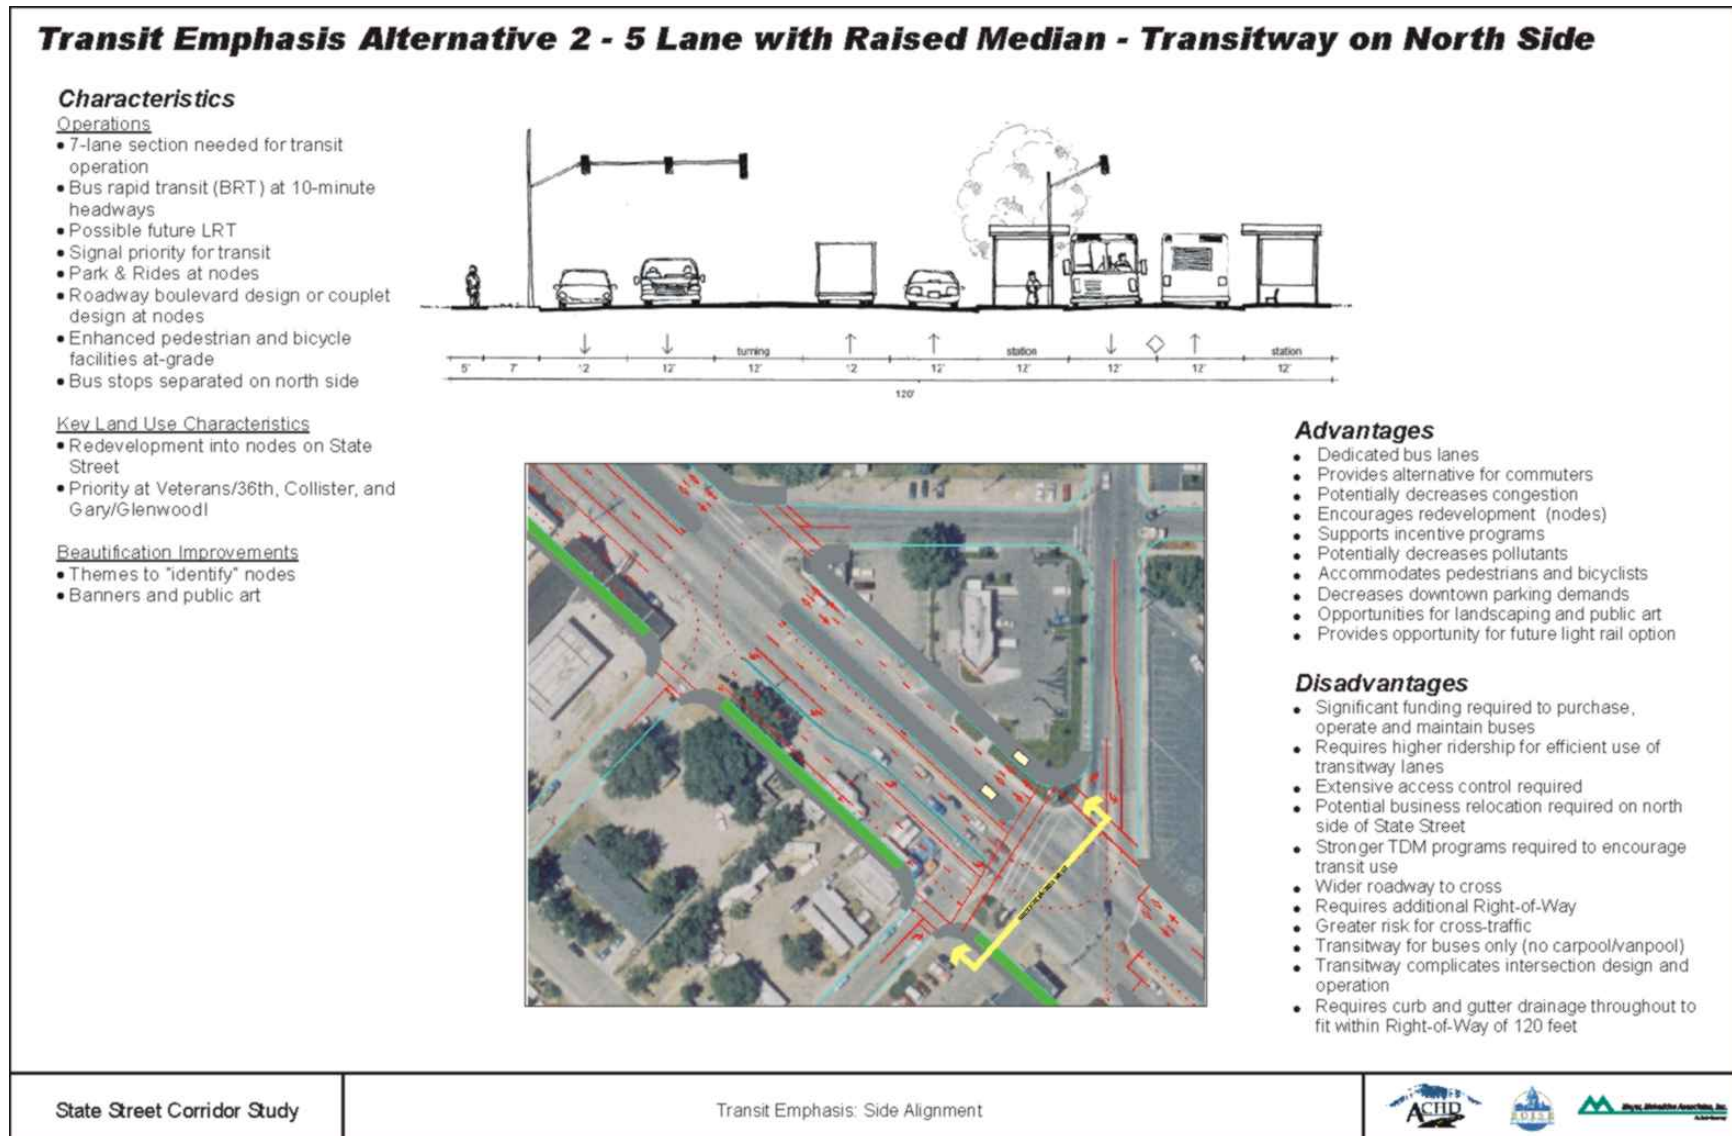 Transit Emphasis Alternative 2 - 5 Lane with Raised Median - Transitway on North Side
Characteristics
Operations
• 7-lane section needed for transit
operation
• Bus rapid transit (BRT) at 10-minute
headways
• Possible future LRT
• Signal priority for transit
• Park & Rides at nodes
• Roadway boulevard design or couplet
design at nodes
• Enhanced pedestrian and bicycle
facilities at-grade
• Bus stops separated on north side
Key Land Use Characteristics
• Redevelopment into nodes on State
Street
• Priority at Veterans/36th, Collister, and
Gary/Glenwoodl
Beautification Improvements
• Themes to "identify" nodes
• Banners and public art
turning station station
5' 7' 12 12' 12' 12 12' 12' 12' 12' 12'
120'
Advantages
• Dedicated bus lanes
• Provides alternative for commuters
• Potentially decreases congestion
• Encourages redevelopment (nodes)
• Supports incentive programs
• Potentially decreases pollutants
• Accommodates pedestrians and bicyclists
• Decreases downtown parking demands
• Opportunities for landscaping and public art
• Provides opportunity for future light rail option
Disadvantages
• Significant funding required to purchase,
operate and maintain buses
• Requires higher ridership for efficient use of
transitway lanes
• Extensive access control required
• Potential business relocation required on north
side of State Street
• Stronger TDM programs required to encourage
transit use
• Wider roadway to cross
• Requires additional Right-of-Way
• Greater risk for cross-traffic
• Transitway for buses only (no carpool/vanpool)
• Transitway complicates intersection design and
operation
• Requires curb and gutter drainage throughout to
fit within Right-of-Way of 120 feet
State Street Corridor Study
Transit Emphasis: Side Alignment
ACHD
BOISE